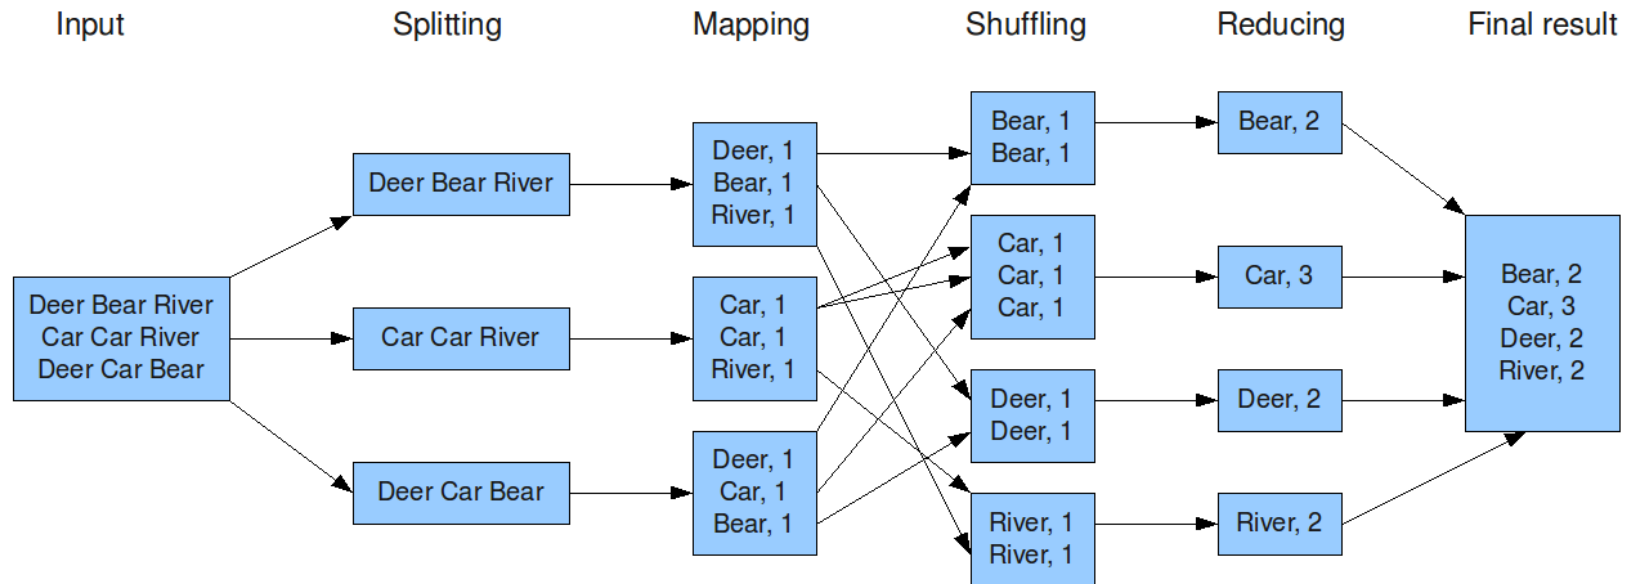 Input
Splitting
Mapping
Shuffling
Reducing
Final result
Deer Bear River
Car Car River
Deer Car Bear
Deer Bear River
Car Car River
Deer Car Bear
Deer, 1
Bear, 1
River, 1
Car, 1
Car, 1
River, 1
Deer, 1
Car, 1
Bear, 1
Bear, 1
Bear, 1
Car, 1
Car, 1
Car, 1
Deer, 1
Deer, 1
River, 1
River, 1
Bear, 2
Car, 3
Deer, 2
River, 2
Bear, 2
Car, 3
Deer, 2
River, 2